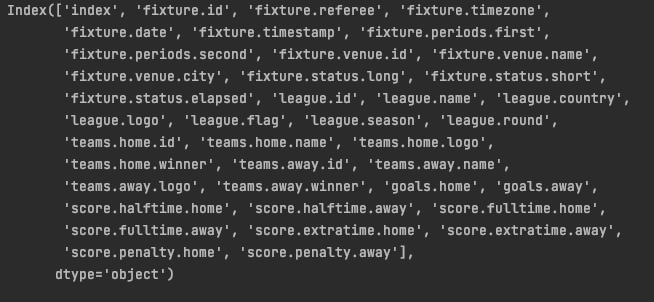 Index(['index', 'fixture.id', 'fixture.referee', 'fixture.timezone',
'fixture.date', 'fixture.timestamp', 'fixture.periods.first',
'fixture.periods.second', 'fixture.venue.id', 'fixture.venue.name',
'fixture.venue.city', 'fixture.status.long', 'fixture.status.short',
'fixture.status.elapsed', 'league.id', 'league.name', 'league.country',
'league.logo', 'league.flag', 'league.season', 'league.round',
'teams.home.id', 'teams.home.name', 'teams.home.logo',
'teams.home.winner', 'teams.away.id', 'teams.away.name',
'teams.away.logo', 'teams.away.winner', 'goals.home', 'goals.away',
'score.halftime.home', 'score.halftime.away', 'score.fulltime.home',
'score.fulltime.away', 'score.extratime.home', 'score.extratime.away',
'score.penalty.home', 'score.penalty.away'],
dtype='object')